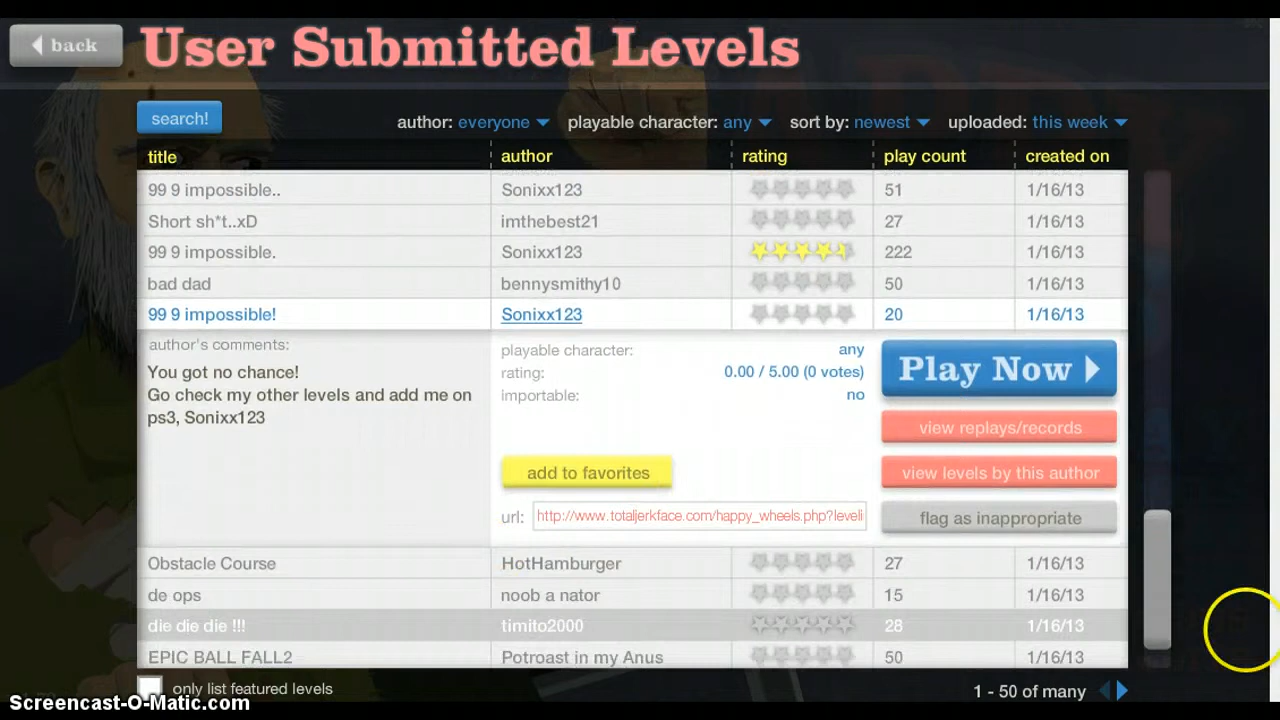 back
User Submitted Levels
search!
author: everyone playable character: any sort by: newest uploaded: this week
title author rating play count created on
99 9 impossible.. Sonixx123 51 1/16/13
Short sh*t..xD imthebest21 27 1/16/13
99 9 impossible. Sonixx123 222 1/16/13
bad dad bennysmithy10 50 1/16/13
99 9 impossible! Sonixx123 20 1/16/13
author's comments:
You got no chance!
Go check my other levels and add me on
ps3, Sonixx123
playable character: any
rating: 0.00 / 5.00 (0 votes)
importable: no
add to favorites
url: http://www.totaljerkface.com/happy_wheels.php?leveli
Play Now
view replays/records
view levels by this author
flag as inappropriate
Obstacle Course HotHamburger 27 1/16/13
de ops noob a nator 15 1/16/13
die die die !!! timito2000 28 1/16/13
EPIC BALL FALL2 Potroast in my Anus 50 1/16/13
only list featured levels
1 - 50 of many
Screencast-O-Matic.com